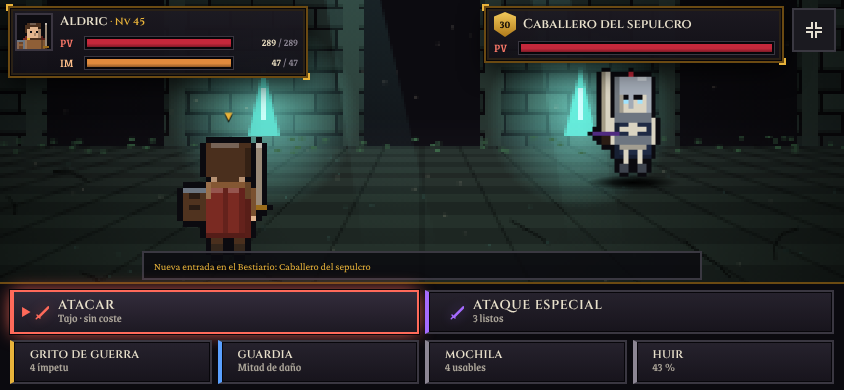 ALDRIC · NV 45
PV 289 / 289
IM 47 / 47
30 CABALLERO DEL SEPULCRO
PV
Nueva entrada en el Bestiario: Caballero del sepulcro
ATACAR
Tajo · sin coste
ATAQUE ESPECIAL
3 listos
GRITO DE GUERRA
4 ímpetu
GUARDIA
Mitad de daño
MOCHILA
4 usables
HUIR
43 %